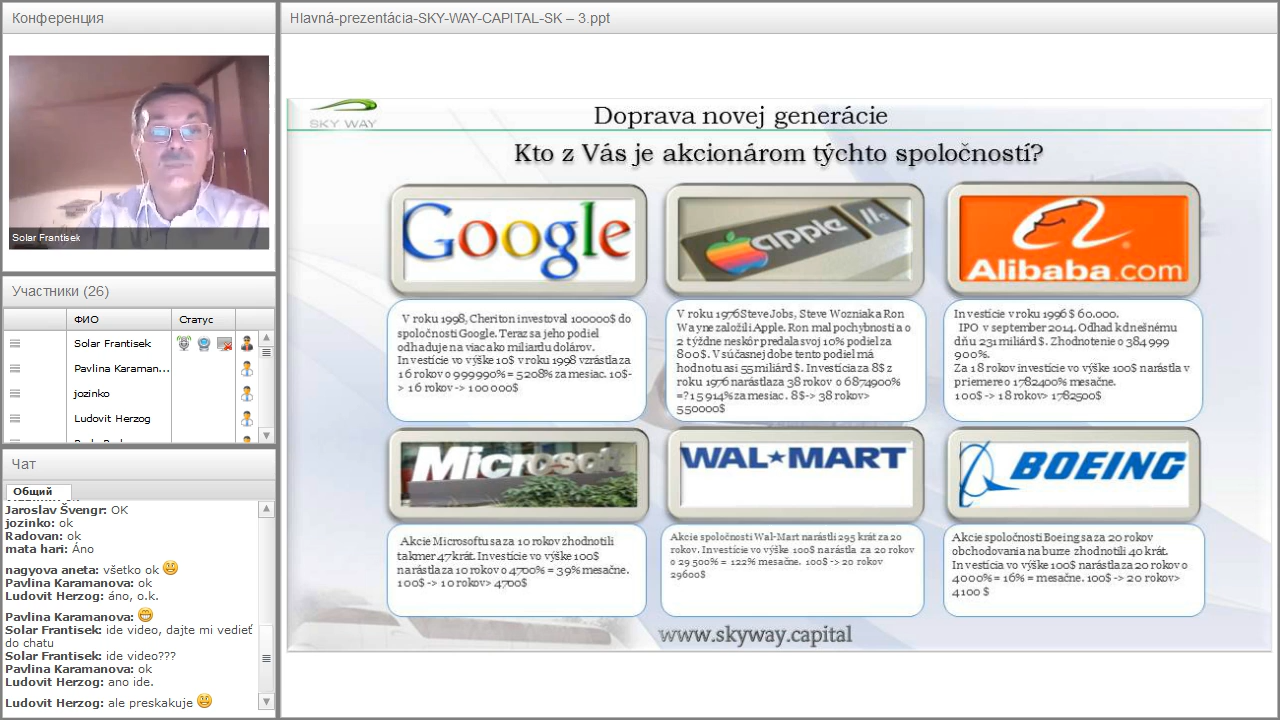 Конференция
Solar Frantisek
Участники (26)
ФИО
Статус
Solar Frantisek
Pavlina Karaman...
jozinko
Ludovit Herzog
Чат
Общий
Jaroslav Švengr: OK
jozinko: ok
Radovan: ok
mata hari: Áno
nagyova aneta: všetko ok
Pavlina Karamanova: ok
Ludovit Herzog: áno, o.k.
Pavlina Karamanova:
Solar Frantisek: ide video, dajte mi vedieť
do chatu
Solar Frantisek: ide video???
Pavlina Karamanova: ok
Ludovit Herzog: ano ide.
Ludovit Herzog: ale preskakuje
Hlavná-prezentácia-SKY-WAY-CAPITAL-SK – 3.ppt
SKY WAY
Doprava novej generácie
Kto z Vás je akcionárom týchto spoločností?
Google
V roku 1998, Cheriton investoval 100000$ do
spoločnosti Google. Teraz sa jeho podiel
odhaduje na viac ako miliardu dolárov.
Investície vo výške 10$ v roku 1998 vzrástla za
16 rokov o 999990% = 5208% za mesiac. 10$-
> 16 rokov -> 100000$
apple
V roku 1976 Steve Jobs, Steve Wozniak a Ron
Wayne založili Apple. Ron mal pochybnosti a o
2 týždne neskôr predala svoj 10% podiel za
800$. V súčasnej dobe tento podiel má
hodnotu asi 55 miliárd $. Investícia za 8$ z
roku 1976 narástla za 38 rokov o 6874900%
=?15 914% za mesiac. 8$-> 38 rokov>
550000$
Alibaba.com
Investície v roku 1996 $ 60.000.
IPO v september 2014. Odhad k dnešnému
dňu 231 miliárd $. Zhodnotenie o 384 999
900%.
Za 18 rokov investície vo výške 100$ narástla v
priemere o 1782400% mesačne.
100$ -> 18 rokov> 1782500$
Microsoft
Akcie Microsoftu sa za 10 rokov zhodnotili
takmer 47 krát. Investície vo výške 100$
narástla za 10 rokov o 4700% = 39% mesačne.
100$ -> 10 rokov> 4700$
WAL★MART
Akcie spoločnosti Wal-Mart narástli 295 krát za 20
rokov. Investície vo výške 100$ narástla za 20 rokov
o 29 500% = 122% mesačne. 100$ -> 20 rokov
29600$
BOEING
Akcie spoločnosti Boeing sa za 20 rokov
obchodovania na burze zhodnotili 40 krát.
Investícia vo výške 100$ narástla za 20 rokov o
4000% = 16% = mesačne. 100$ -> 20 rokov>
4100 $
www.skyway.capital